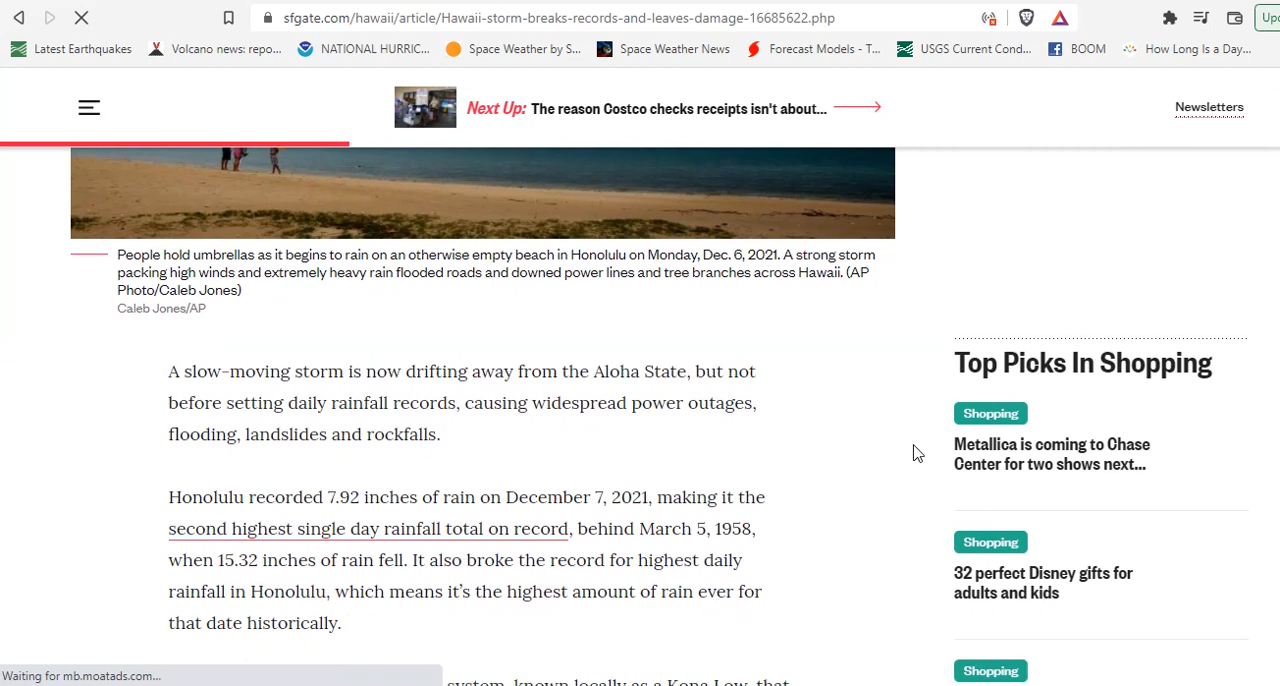 sfgate.com/hawaii/article/Hawaii-storm-breaks-records-and-leaves-damage-16685622.php
Upd
Latest Earthquakes
Volcano news: repo...
NATIONAL HURRIC...
Space Weather by S...
Space Weather News
Forecast Models - T...
USGS Current Cond...
BOOM
How Long Is a Day...
Next Up: The reason Costco checks receipts isn't about...
Newsletters
People hold umbrellas as it begins to rain on an otherwise empty beach in Honolulu on Monday, Dec. 6, 2021. A strong storm
packing high winds and extremely heavy rain flooded roads and downed power lines and tree branches across Hawaii. (AP
Photo/Caleb Jones)
Caleb Jones/AP
A slow-moving storm is now drifting away from the Aloha State, but not
before setting daily rainfall records, causing widespread power outages,
flooding, landslides and rockfalls.
Honolulu recorded 7.92 inches of rain on December 7, 2021, making it the
second highest single day rainfall total on record, behind March 5, 1958,
when 15.32 inches of rain fell. It also broke the record for highest daily
rainfall in Honolulu, which means it's the highest amount of rain ever for
that date historically.
system, known locally as a Kona Low, that
Top Picks In Shopping
Shopping
Metallica is coming to Chase
Center for two shows next...
Shopping
32 perfect Disney gifts for
adults and kids
Shopping
Waiting for mb.moatads.com...